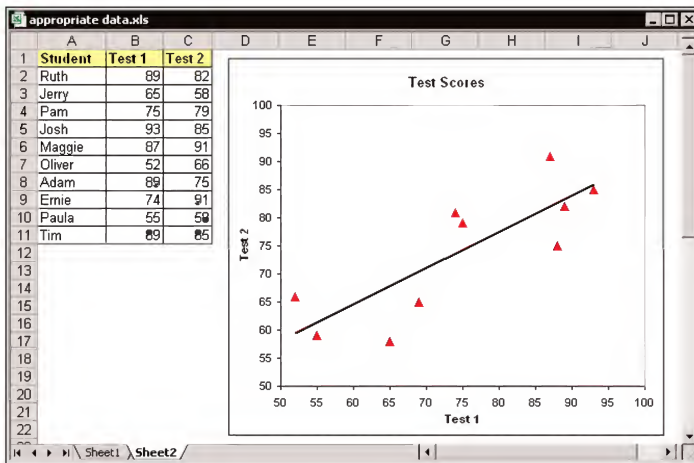 appropriate data.xls
A B C D E F G H I J
1 Student Test 1 Test 2
2 Ruth 89 82
3 Jerry 65 58
4 Pam 75 79
5 Josh 93 85
6 Maggie 87 91
7 Oliver 52 66
8 Adam 75
9 Ernie 74
10 Paula 55
11 Tim
12
13
14
15
16
17
18
19
20
21
22
Test Scores
100
95
90
85
80
75
70
65
60
55
50
Test 2
50 55 60 65 70 75 80 85 90 95 100
Test 1
Sheet1 Sheet2